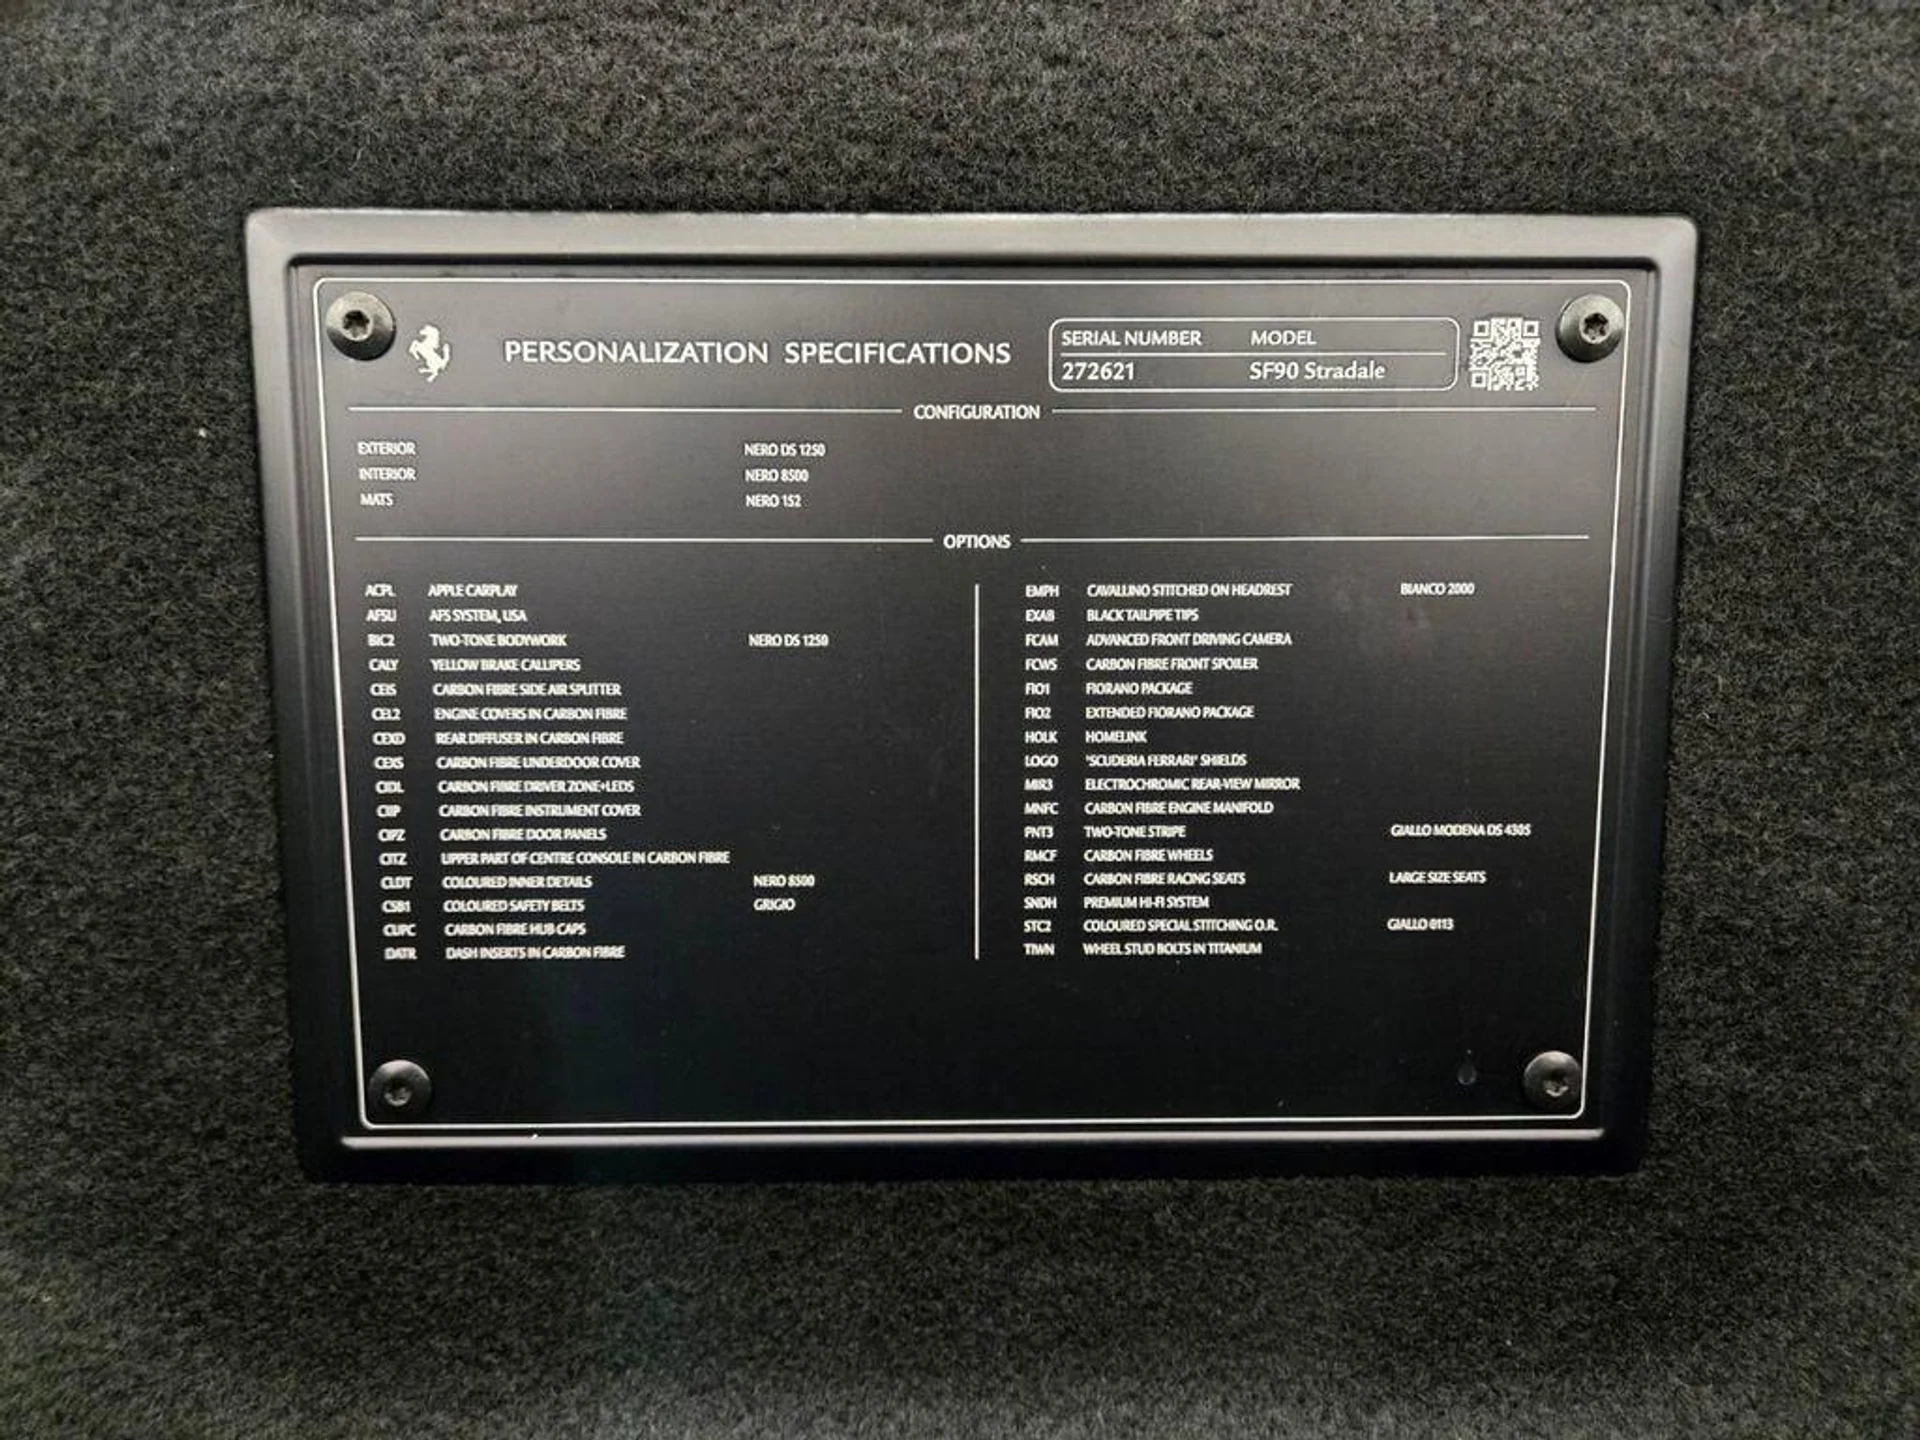 PERSONALIZATION SPECIFICATIONS
SERIAL NUMBER MODEL
272621 SF90 Stradale
CONFIGURATION
EXTERIOR NERO DS 1250
INTERIOR NERO 8500
MATS NERO 152
OPTIONS
ACPL APPLE CARPLAY
AFSU AFS SYSTEM, USA
BIC2 TWO-TONE BODYWORK NERO DS 1250
CALY YELLOW BRAKE CALLIPERS
CEIS CARBON FIBRE SIDE AIR SPLITTER
CEL2 ENGINE COVERS IN CARBON FIBRE
CEXD REAR DIFFUSER IN CARBON FIBRE
CEXS CARBON FIBRE UNDERDOOR COVER
CIDL CARBON FIBRE DRIVER ZONE+LEDS
CIIP CARBON FIBRE INSTRUMENT COVER
CIPZ CARBON FIBRE DOOR PANELS
CITZ UPPER PART OF CENTRE CONSOLE IN CARBON FIBRE
CLDT COLOURED INNER DETAILS NERO 8500
CSB1 COLOURED SAFETY BELTS GRIGIO
CUPC CARBON FIBRE HUB CAPS
DATR DASH INSERTS IN CARBON FIBRE
EMPH CAVALLINO STITCHED ON HEADREST BIANCO 2000
EXAB BLACK TAILPIPE TIPS
FCAM ADVANCED FRONT DRIVING CAMERA
FCWS CARBON FIBRE FRONT SPOILER
FIO1 FIORANO PACKAGE
FIO2 EXTENDED FIORANO PACKAGE
HOLK HOMELINK
LOGO "SCUDERIA FERRARI" SHIELDS
MIR3 ELECTROCHROMIC REAR-VIEW MIRROR
MNFC CARBON FIBRE ENGINE MANIFOLD
PNT3 TWO-TONE STRIPE GIALLO MODENA DS 4305
RMCF CARBON FIBRE WHEELS
RSCH CARBON FIBRE RACING SEATS LARGE SIZE SEATS
SNDH PREMIUM HI-FI SYSTEM
STC2 COLOURED SPECIAL STITCHING O.R. GIALLO 0113
TIWN WHEEL STUD BOLTS IN TITANIUM